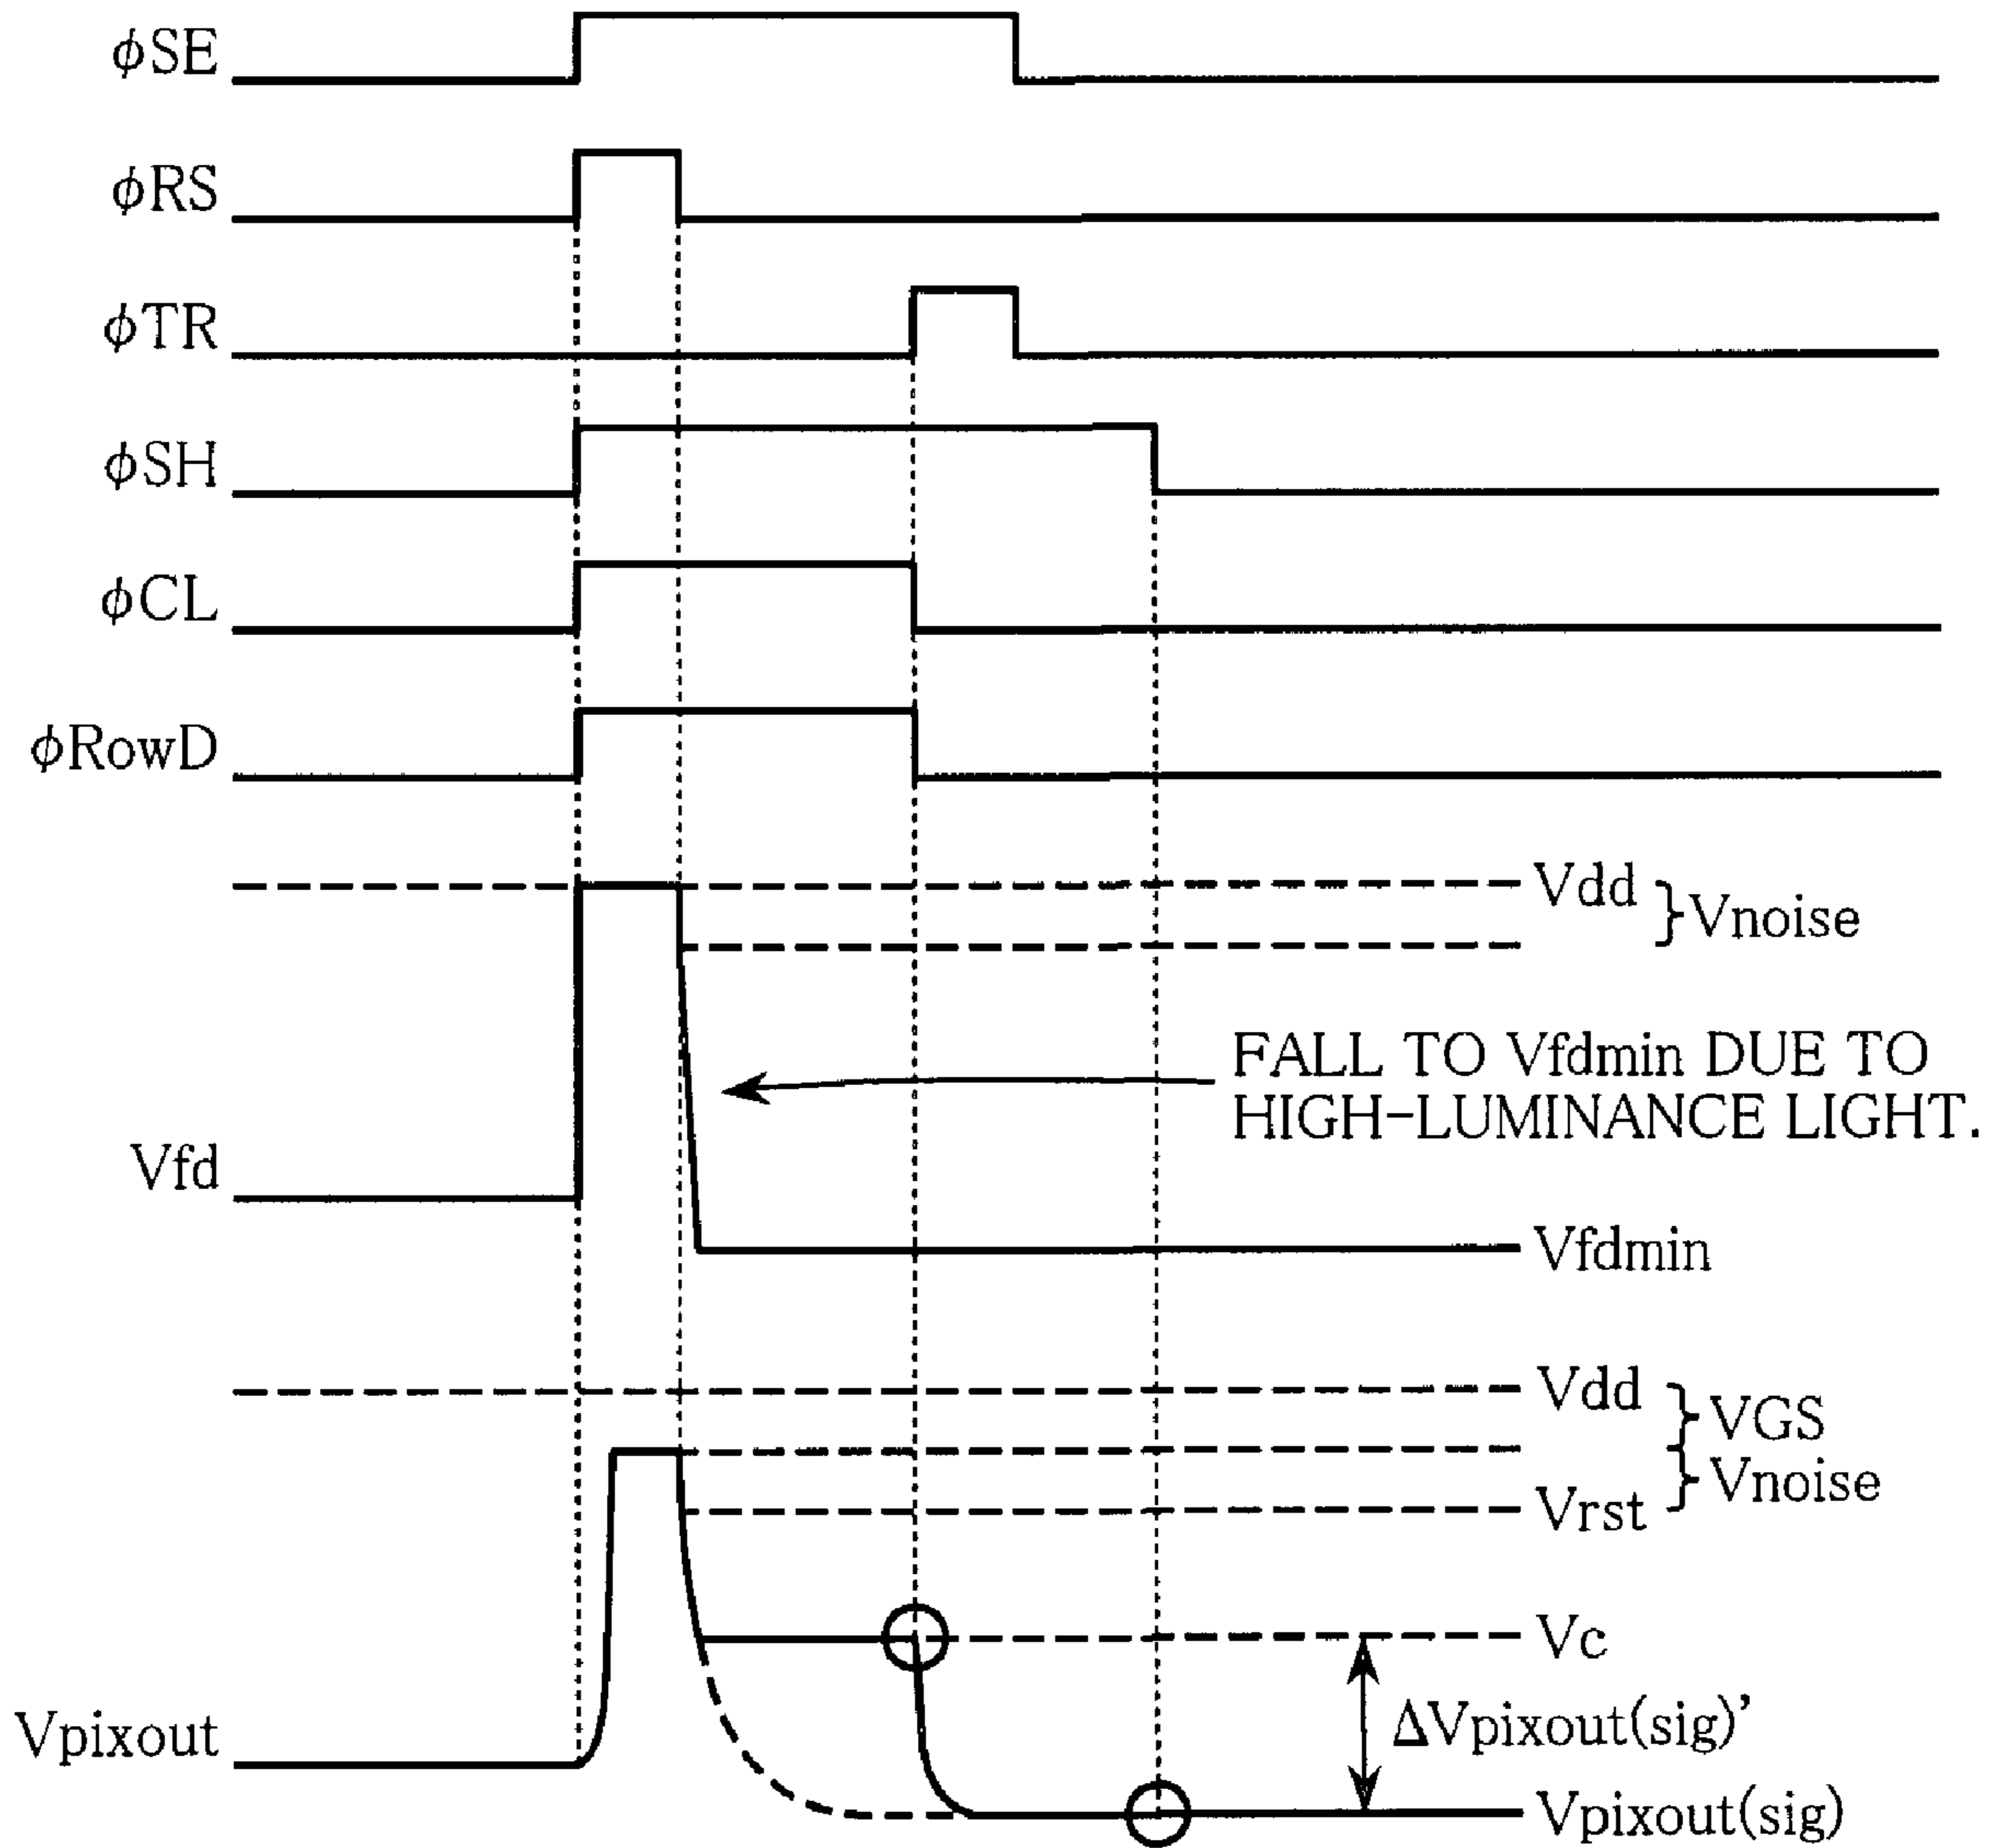 φSE
φRS
φTR
φSH
φCL
φRowD
Vdd
Vnoise
FALL TO Vfdmin DUE TO
HIGH-LUMINANCE LIGHT.
Vfd
Vfdmin
Vdd
VGS
Vnoise
Vrst
Vc
Vpixout
ΔVpixout(sig)'
Vpixout(sig)